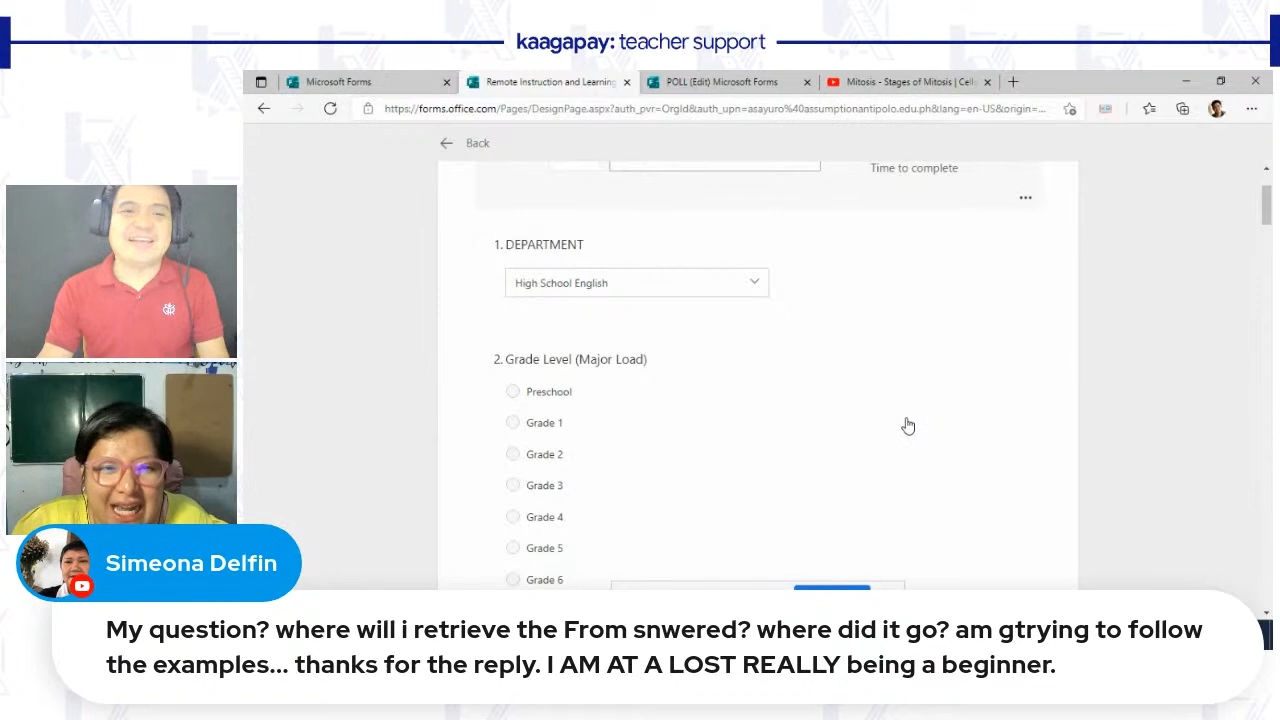 kaagapay: teacher support
Microsoft Forms
Remote Instruction and Learning
POLL (Edit) Microsoft Forms
Mitosis - Stages of Mitosis | Cells
https://forms.office.com/Pages/DesignPage.aspx?auth_pvr=OrgId&auth_upn=asayuro%40assumptionantipolo.edu.ph&lang=en-US&origin=...
Back
Time to complete
1. DEPARTMENT
High School English
2. Grade Level (Major Load)
Preschool
Grade 1
Grade 2
Grade 3
Grade 4
Grade 5
Grade 6
Simeona Delfin
My question? where will i retrieve the From snwered? where did it go? am gtrying to follow
the examples... thanks for the reply. I AM AT A LOST REALLY being a beginner.